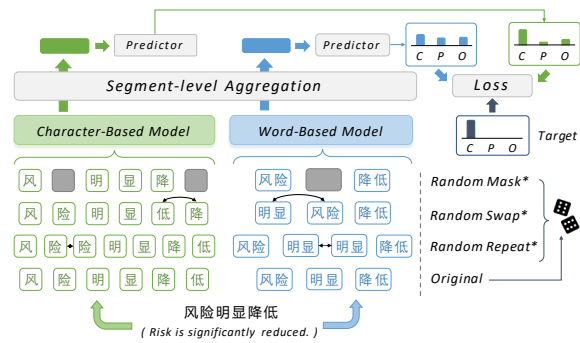 Predictor
Predictor
C P O
C P O
Segment-level Aggregation
Loss
Character-Based Model
Word-Based Model
C P O
Target
风 明 显 降
风险 降低
Random Mask*
风 险 明 显 低 降
明显 风险 降低
Random Swap*
风 险 险 明 显 降 低
风险 明显 明显 降低
Random Repeat*
风 险 明 显 降 低
风险 明显 降低
Original
风险明显降低
( Risk is significantly reduced. )